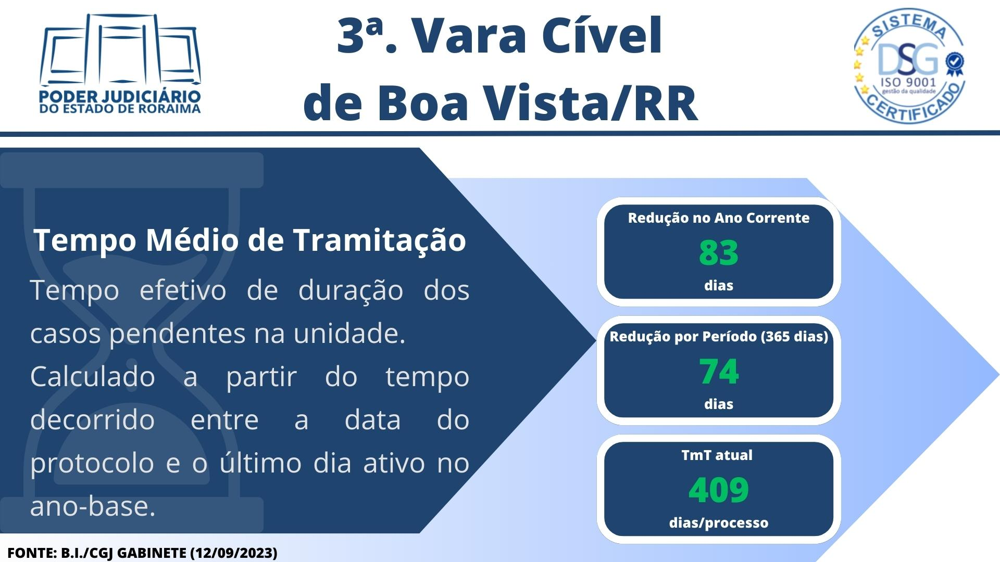 PODER JUDICIÁRIO
DO ESTADO DE RORAIMA
3ª. Vara Cível
de Boa Vista/RR
SISTEMA
DSG
ISO 9001
gestão da qualidade
CERTIFICADO
Tempo Médio de Tramitação
Tempo efetivo de duração dos
casos pendentes na unidade.
Calculado a partir do tempo
decorrido entre a data do
protocolo e o último dia ativo no
ano-base.
Redução no Ano Corrente
83
dias
Redução por Período (365 dias)
74
dias
TmT atual
409
dias/processo
FONTE: B.I./CGJ GABINETE (12/09/2023)